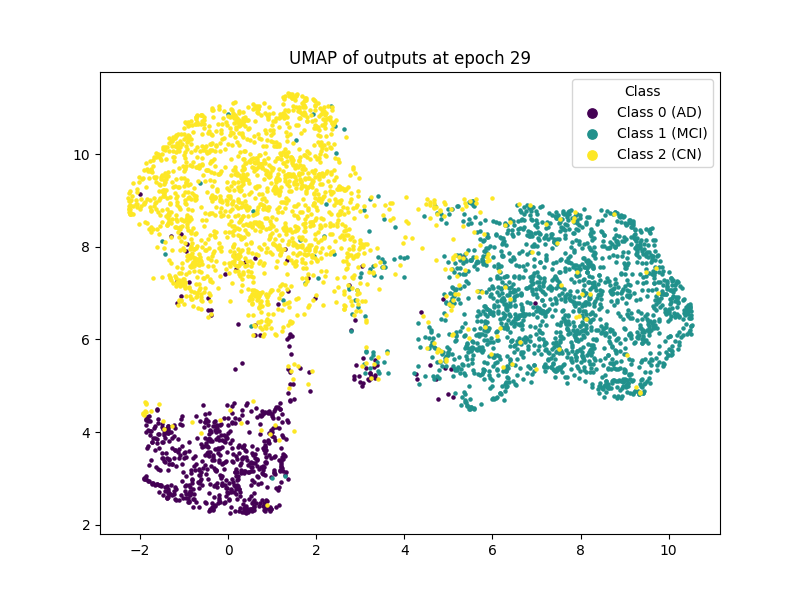 UMAP of outputs at epoch 29
Class
Class 0 (AD)
Class 1 (MCI)
Class 2 (CN)
10
8
6
4
2
−2 0 2 4 6 8 10